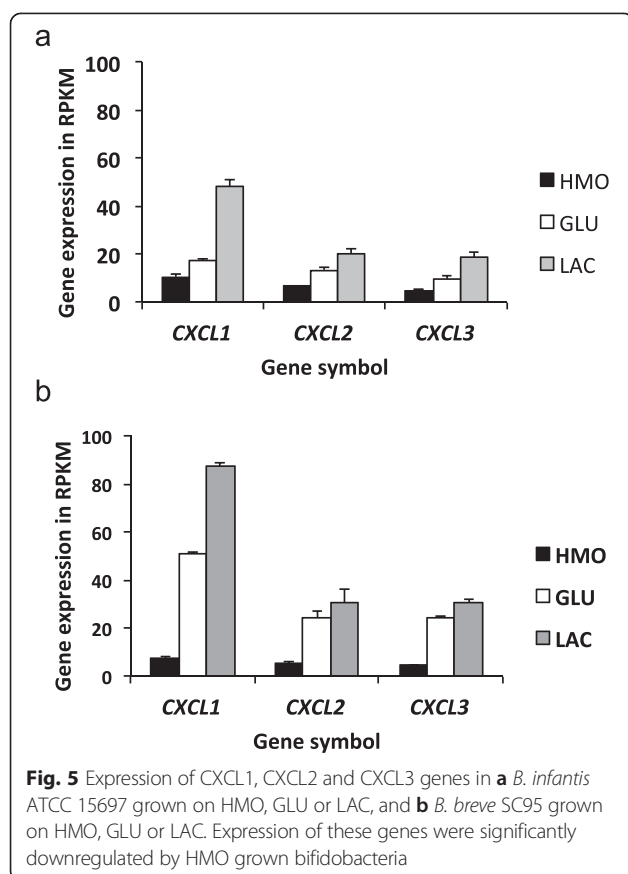 a
100
80
60
40
20
0
Gene expression in RPKM
HMO
GLU
LAC
CXCL1 CXCL2 CXCL3
Gene symbol
b
100
80
60
40
20
0
Gene expression in RPKM
HMO
GLU
LAC
CXCL1 CXCL2 CXCL3
Gene symbol
Fig. 5 Expression of CXCL1, CXCL2 and CXCL3 genes in a B. infantis
ATCC 15697 grown on HMO, GLU or LAC, and b B. breve SC95 grown
on HMO, GLU or LAC. Expression of these genes were significantly
downregulated by HMO grown bifidobacteria